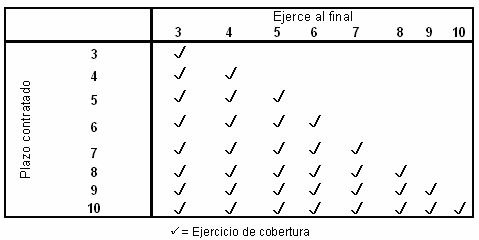 Ejerce al final
3 4 5 6 7 8 9 10
Plazo contratado
3 ✓
4 ✓ ✓
5 ✓ ✓ ✓
6 ✓ ✓ ✓ ✓
7 ✓ ✓ ✓ ✓ ✓
8 ✓ ✓ ✓ ✓ ✓ ✓
9 ✓ ✓ ✓ ✓ ✓ ✓ ✓
10 ✓ ✓ ✓ ✓ ✓ ✓ ✓ ✓
✓= Ejercicio de cobertura